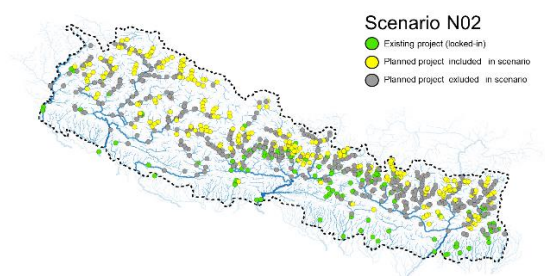 Scenario N02
Existing project (locked-in)
Planned project included in scenario
Planned project exluded in scenario